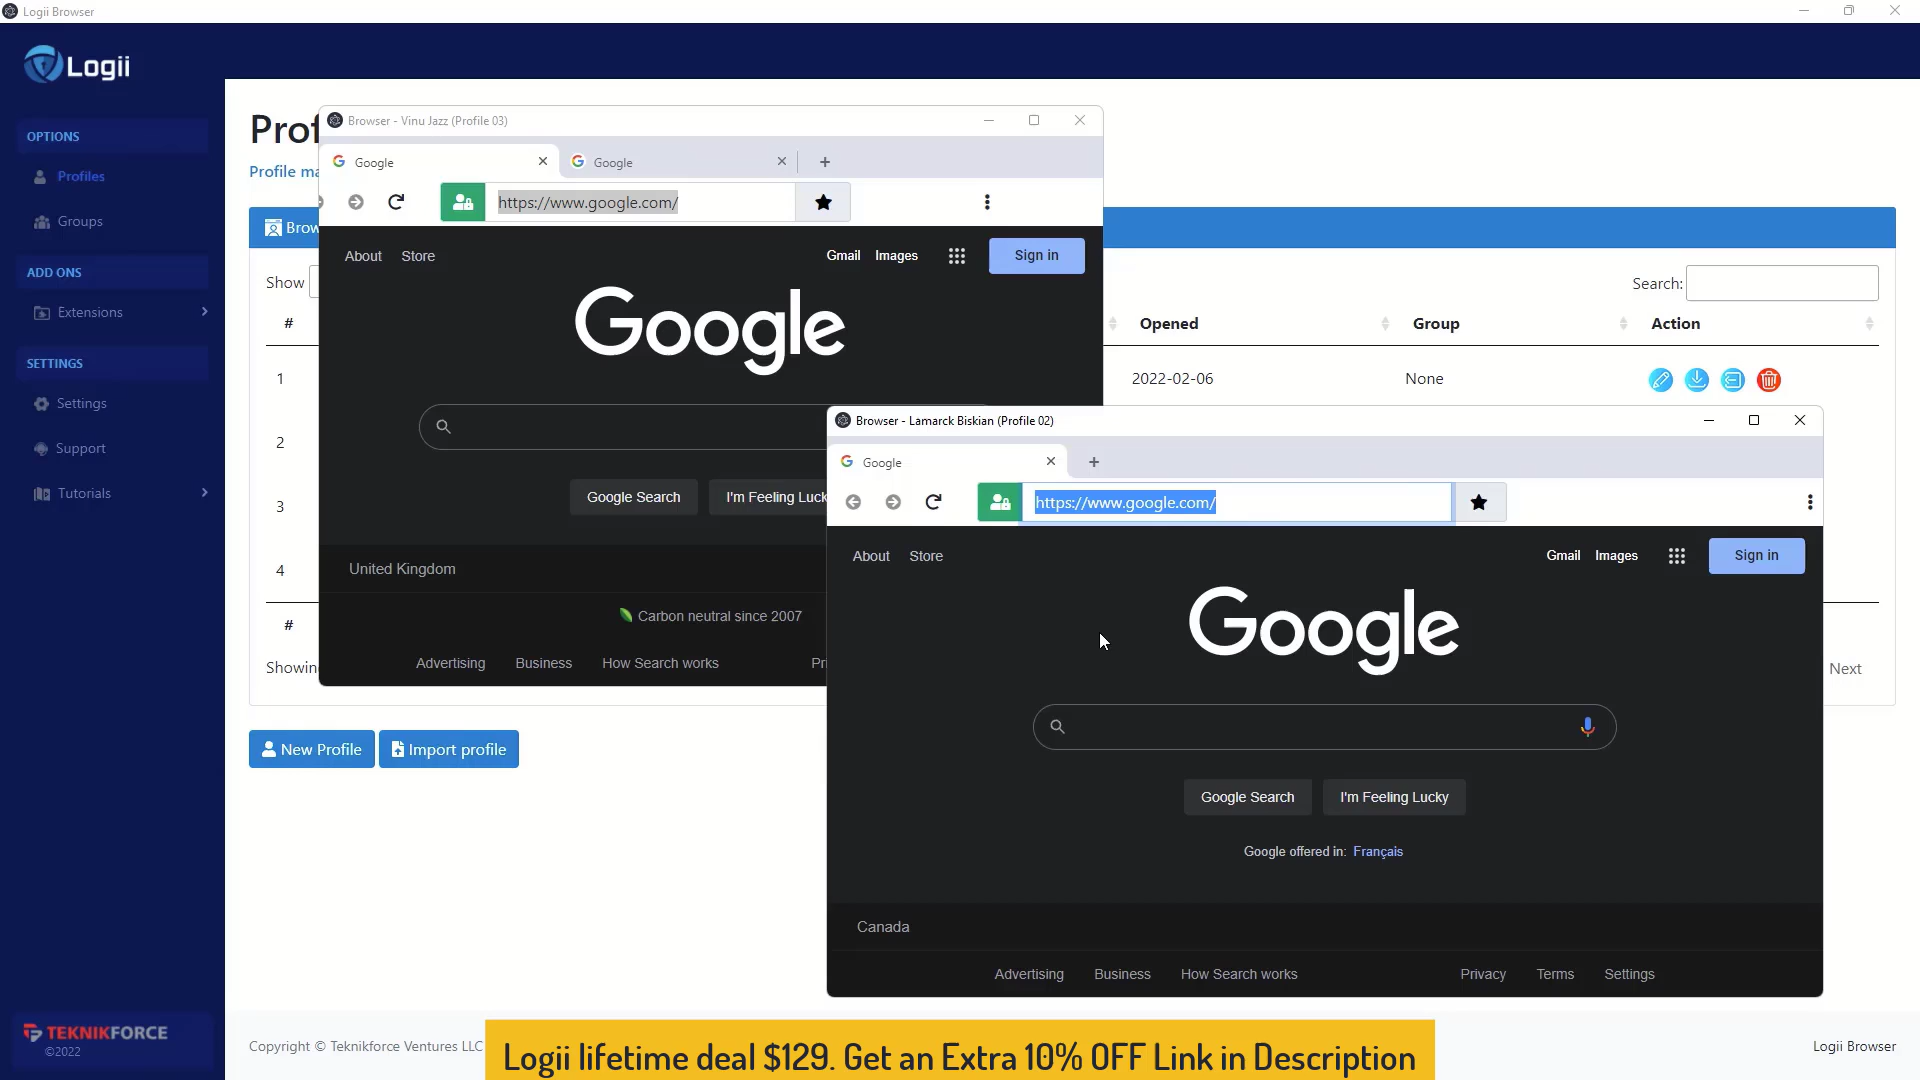 Logii Browser
Logii
OPTIONS
Profiles
Groups
ADD ONS
Extensions
SETTINGS
Settings
Support
Tutorials
TEKNIKFORCE
©2022
Prof
Profile ma
Brow
Show
Search:
# Opened Group Action
1 2022-02-06 None
2
3
4
#
Showin
Next
New Profile Import profile
Browser - Vinu Jazz (Profile 03)
Google Google
https://www.google.com/
About Store Gmail Images Sign in
Google
Google Search I'm Feeling Luck
United Kingdom
Carbon neutral since 2007
Advertising Business How Search works Pri
Browser - Lamarck Biskian (Profile 02)
Google
https://www.google.com/
About Store Gmail Images Sign in
Google
Google Search I'm Feeling Lucky
Google offered in: Français
Canada
Advertising Business How Search works Privacy Terms Settings
Copyright © Teknikforce Ventures LLC
Logii Browser
Logii lifetime deal $129. Get an Extra 10% OFF Link in Description